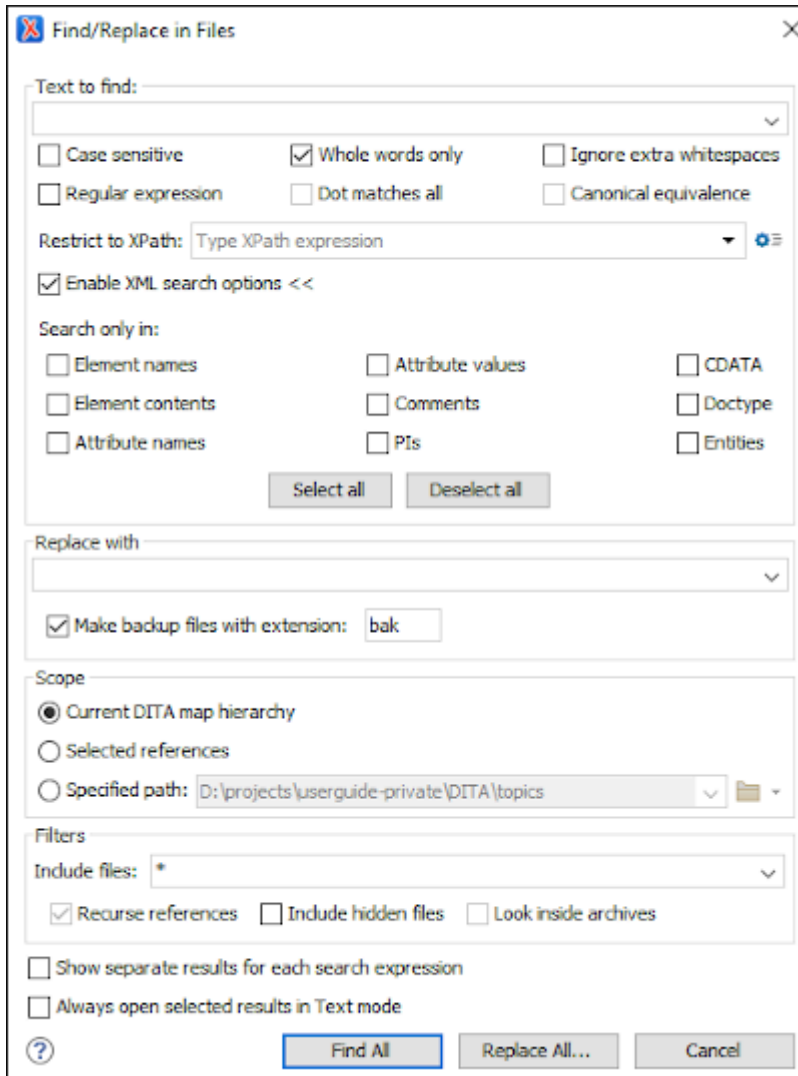 Find/Replace in Files
Text to find:
Case sensitive Whole words only Ignore extra whitespaces
Regular expression Dot matches all Canonical equivalence
Restrict to XPath: Type XPath expression
Enable XML search options <<
Search only in:
Element names Attribute values CDATA
Element contents Comments Doctype
Attribute names PIs Entities
Select all Deselect all
Replace with
Make backup files with extension: bak
Scope
Current DITA map hierarchy
Selected references
Specified path: D:\projects\userguide-private\DITA\topics
Filters
Include files: *
Recurse references Include hidden files Look inside archives
Show separate results for each search expression
Always open selected results in Text mode
? Find All Replace All... Cancel